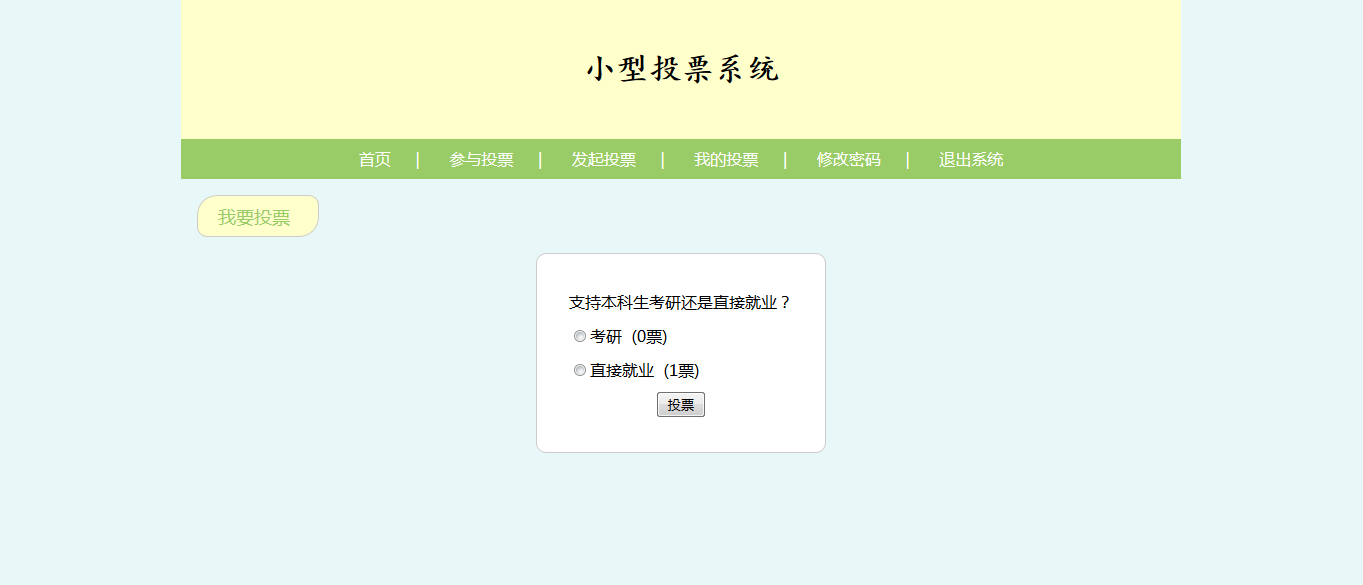 小型投票系统
首页 | 参与投票 | 发起投票 | 我的投票 | 修改密码 | 退出系统
我要投票
支持本科生考研还是直接就业？
考研 (0票)
直接就业 (1票)
投票